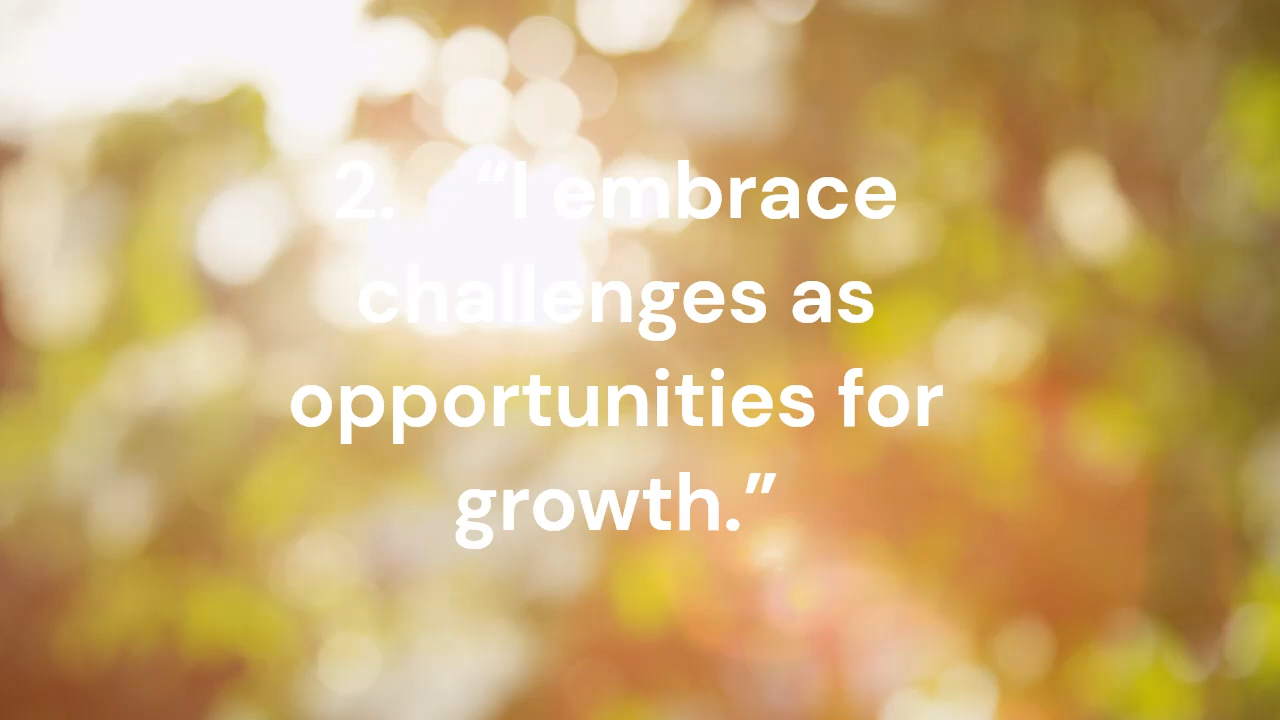 2. “I embrace
challenges as
opportunities for
growth.”